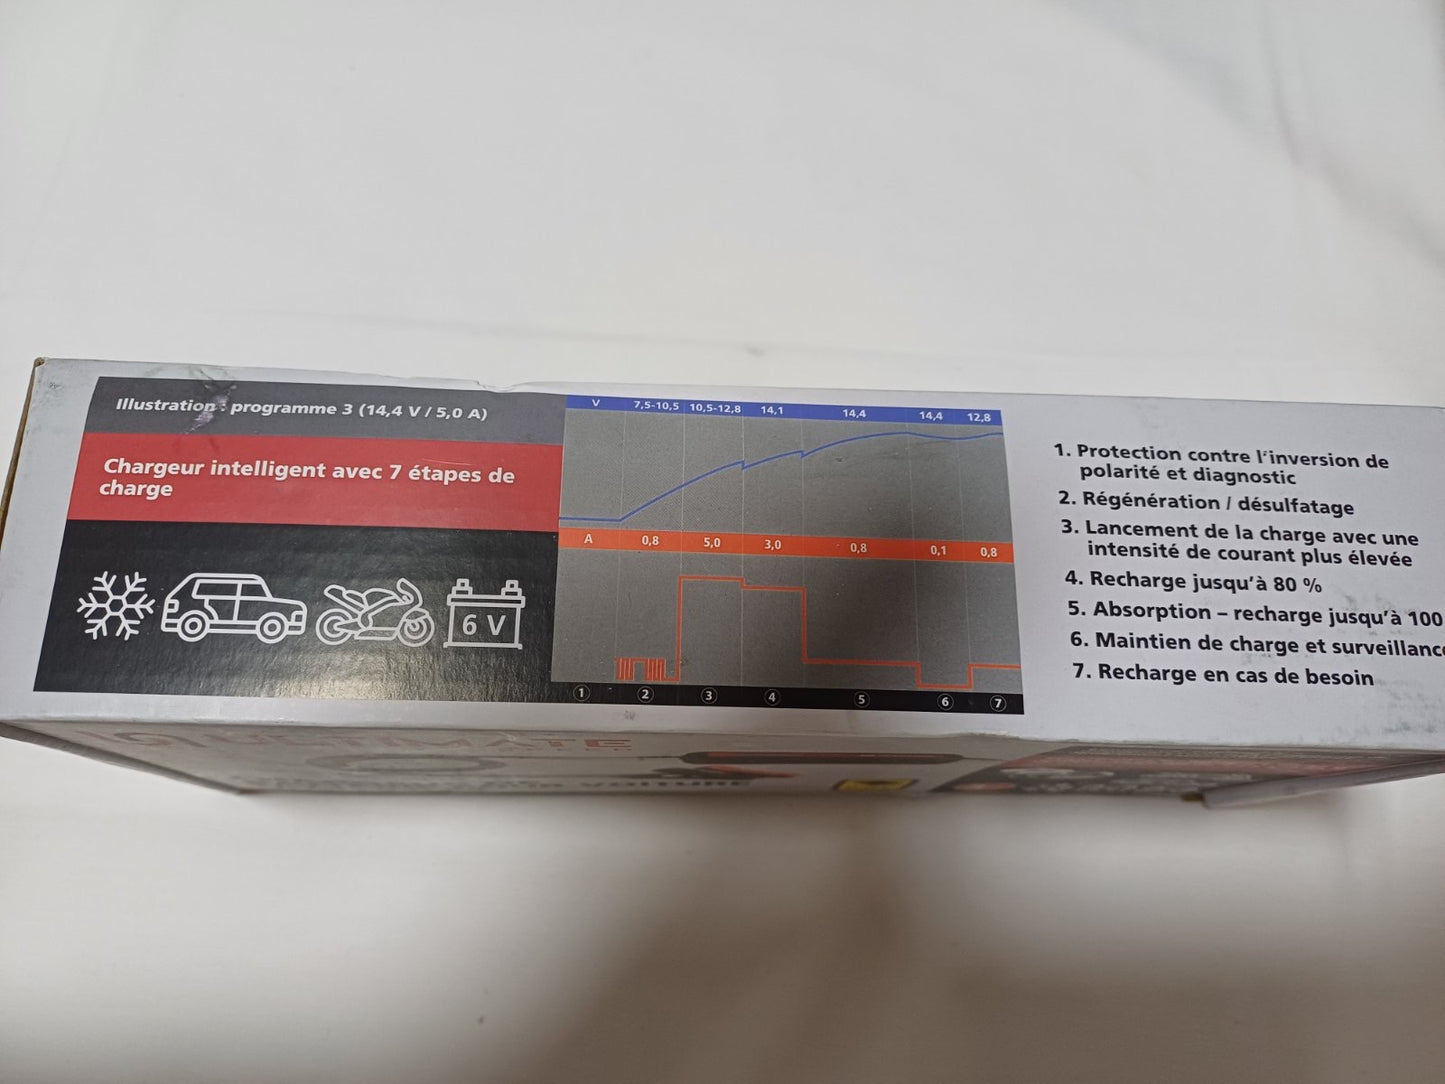 Illustration : programme 3 (14,4 V / 5,0 A)
Chargeur intelligent avec 7 étapes de
charge
6 V
V 7,5-10,5 10,5-12,8 14,1 14,4 14,4 12,8
A 0,8 5,0 3,0 0,8 0,1 0,8
1 2 3 4 5 6 7
1. Protection contre l'inversion de
polarité et diagnostic
2. Régénération / désulfatage
3. Lancement de la charge avec une
intensité de courant plus élevée
4. Recharge jusqu'à 80 %
5. Absorption – recharge jusqu'à 100
6. Maintien de charge et surveillance
7. Recharge en cas de besoin
VOITURE